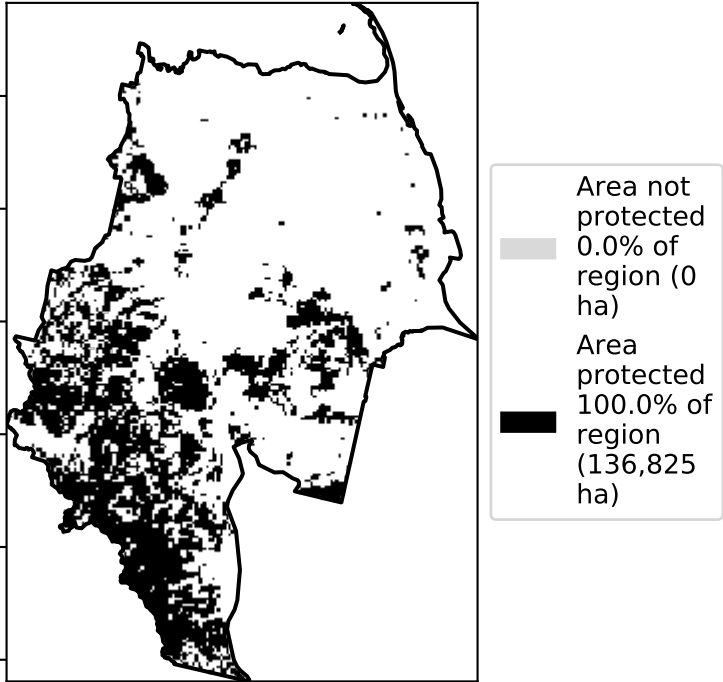 Area not
protected
0.0% of
region (0
ha)
Area
protected
100.0% of
region
(136,825
ha)